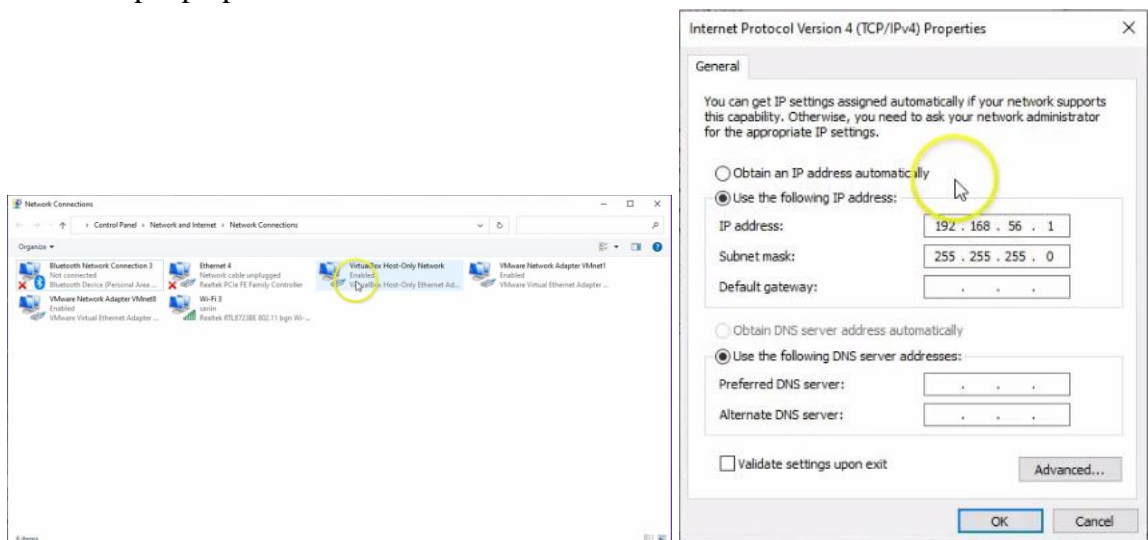 Network Connections
Control Panel > Network and Internet > Network Connections
Organize
Bluetooth Network Connection 3
Not connected
Bluetooth Device (Personal Area ...
Ethernet 4
Network cable unplugged
Realtek PCIe FE Family Controller
VirtualBox Host-Only Network
Enabled
VirtualBox Host-Only Ethernet Ad...
VMware Network Adapter VMnet1
Enabled
VMware Virtual Ethernet Adapter ...
VMware Network Adapter VMnet8
Enabled
VMware Virtual Ethernet Adapter ...
Wi-Fi 3
Realtek RTL8723BE 802.11 bgn Wi-...
6 items
Internet Protocol Version 4 (TCP/IPv4) Properties
General
You can get IP settings assigned automatically if your network supports
this capability. Otherwise, you need to ask your network administrator
for the appropriate IP settings.
Obtain an IP address automatically
Use the following IP address:
IP address: 192 . 168 . 56 . 1
Subnet mask: 255 . 255 . 255 . 0
Default gateway: . . .
Obtain DNS server address automatically
Use the following DNS server addresses:
Preferred DNS server: . . .
Alternate DNS server: . . .
Validate settings upon exit
Advanced...
OK Cancel